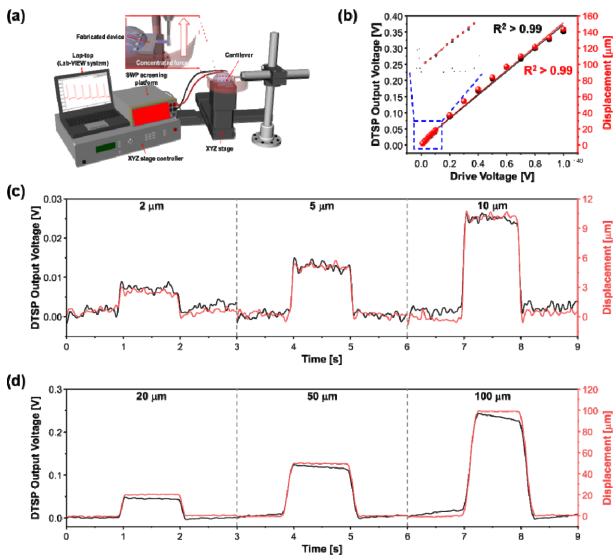 (a)
Fabricated device
Concentrated force
Cantilever
Lap-top
(Lab-VIEW system)
SWP screening
platform
XYZ stage
XYZ stage controller
(b)
DTSP Output Voltage [V]
0.40
0.35
0.30
0.25
0.20
0.15
0.10
0.05
0.00
R² > 0.99
R² > 0.99
160
140
120
100
80
60
40
20
0
Displacement [μm]
0.0 0.2 0.4 0.6 0.8 1.0
Drive Voltage [V]
(c)
DTSP Output Voltage [V]
0.03
0.02
0.01
0.00
2 μm 5 μm 10 μm
12
10
8
6
4
2
0
Displacement [μm]
0 1 2 3 4 5 6 7 8 9
Time [s]
(d)
DTSP Output Voltage [V]
0.3
0.2
0.1
0.0
20 μm 50 μm 100 μm
120
100
80
60
40
20
0
Displacement [μm]
0 1 2 3 4 5 6 7 8 9
Time [s]